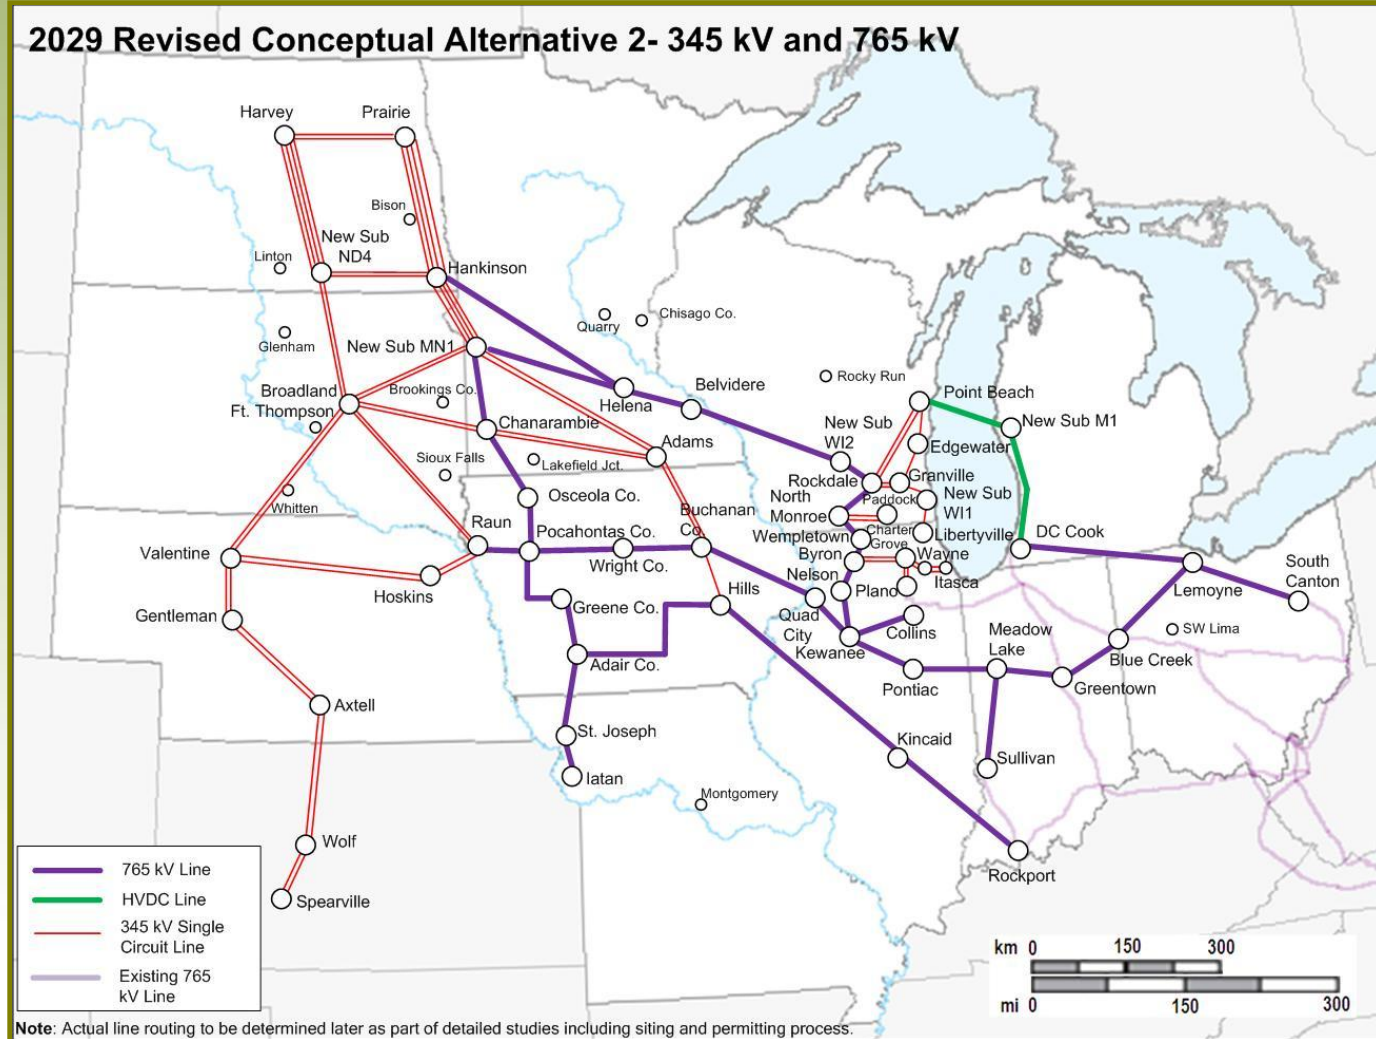 2029 Revised Conceptual Alternative 2- 345 kV and 765 kV
Harvey
Prairie
Bison
New Sub
ND4
Linton
Hankinson
Quarry
Chisago Co.
Glenham
New Sub MN1
Rocky Run
Broadland
Brookings Co.
Helena
Belvidere
Point Beach
Ft. Thompson
Chanarambie
New Sub
WI2
New Sub M1
Adams
Edgewater
Sioux Falls
Lakefield Jct.
Rockdale
Granville
Whitten
Osceola Co.
North
Monroe
Paddock
New Sub
WI1
Buchanan
Co.
Raun
Pocahontas Co.
Wempletown
Charter
Grove
Libertyville
DC Cook
Valentine
Wright Co.
Byron
Wayne
Itasca
South
Canton
Hoskins
Nelson
Plano
Lemoyne
Gentleman
Greene Co.
Hills
Quad
City
Collins
SW Lima
Kewanee
Meadow
Lake
Adair Co.
Blue Creek
Pontiac
Greentown
Axtell
St. Joseph
Kincaid
Sullivan
Iatan
Montgomery
Wolf
Rockport
Spearville
765 kV Line
HVDC Line
345 kV Single
Circuit Line
Existing 765
kV Line
km 0 150 300
mi 0 150 300
Note: Actual line routing to be determined later as part of detailed studies including siting and permitting process.